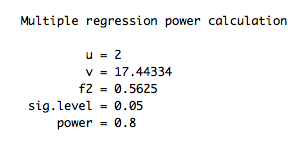 Multiple regression power calculation
u = 2
v = 17.44334
f2 = 0.5625
sig.level = 0.05
power = 0.8